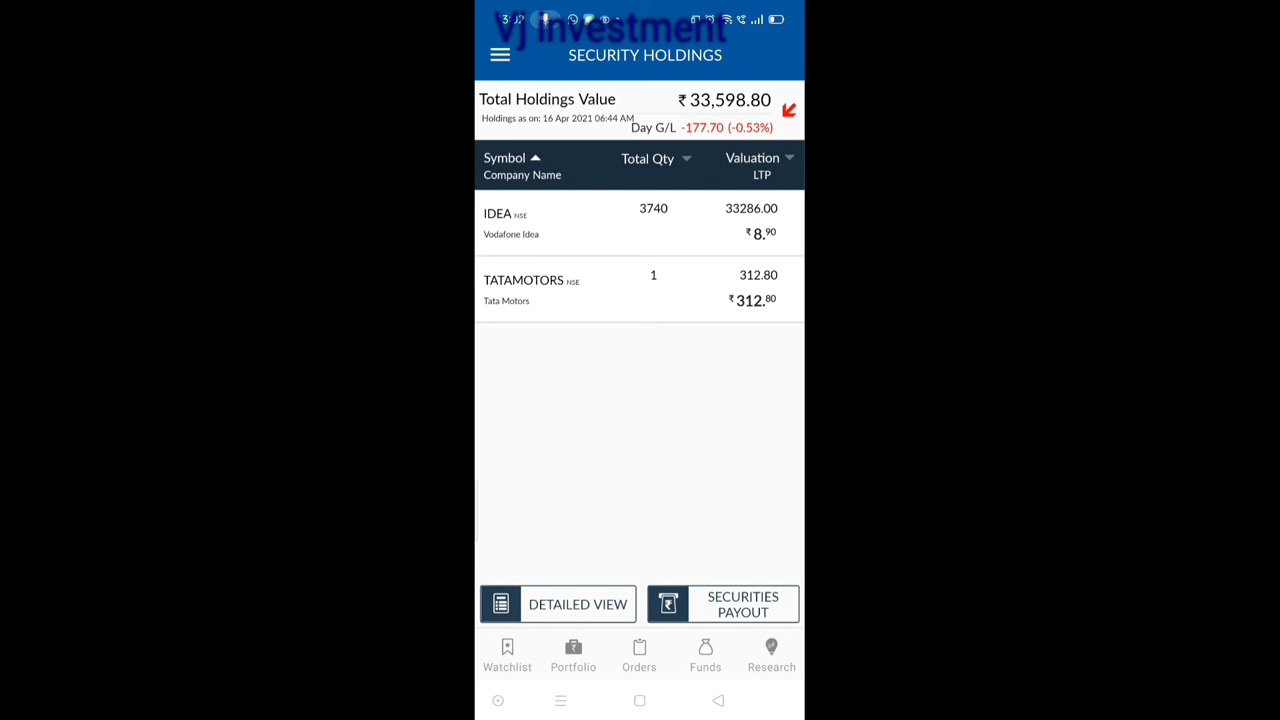 3:02
Vj investment
SECURITY HOLDINGS
Total Holdings Value ₹33,598.80
Holdings as on: 16 Apr 2021 06:44 AM
Day G/L -177.70 (-0.53%)
Symbol Total Qty Valuation
Company Name LTP
IDEA NSE 3740 33286.00
Vodafone Idea ₹8.90
TATAMOTORS NSE 1 312.80
Tata Motors ₹312.80
DETAILED VIEW
SECURITIES
PAYOUT
Watchlist Portfolio Orders Funds Research